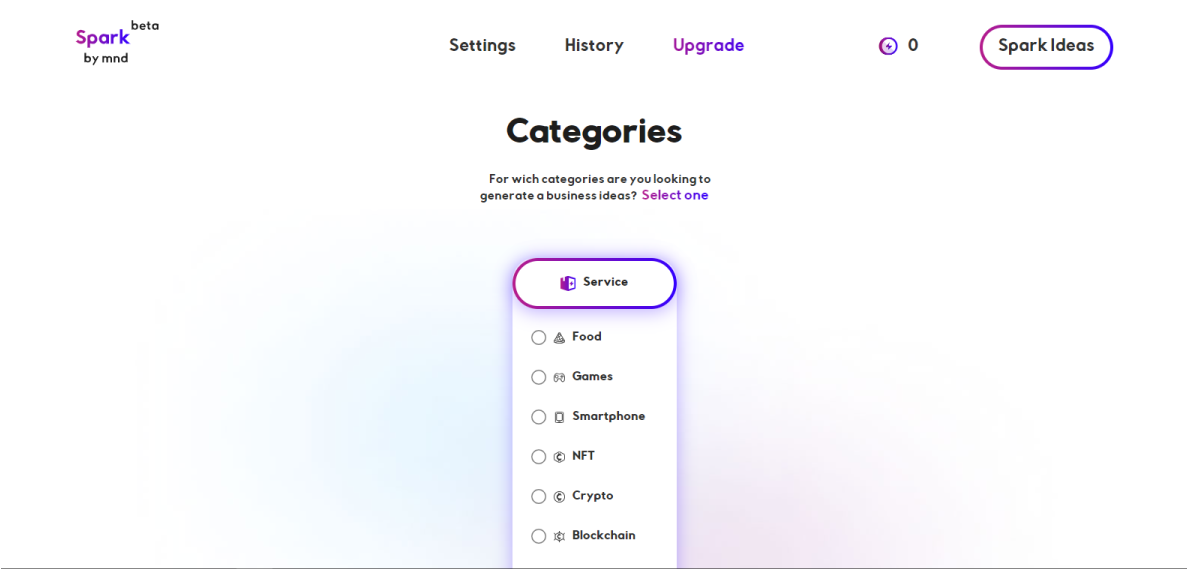 beta
Spark
by mnd
Settings
History
Upgrade
0
Spark Ideas
Categories
For wich categories are you looking to
generate a business ideas? Select one
Service
Food
Games
Smartphone
NFT
Crypto
Blockchain